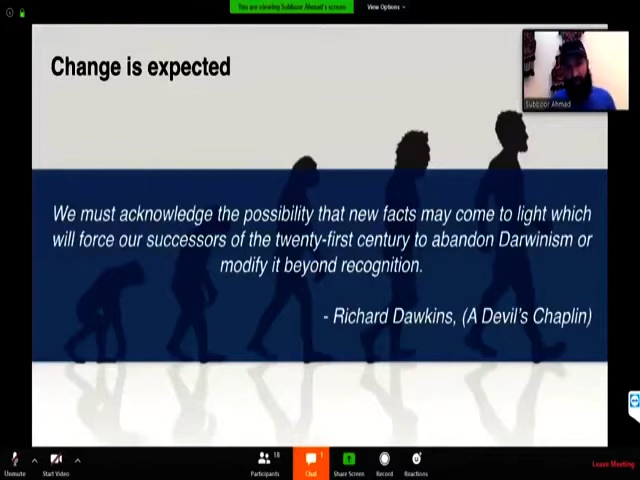 You are viewing Subboor Ahmad's screen
View Options
Change is expected
Subboor Ahmad
We must acknowledge the possibility that new facts may come to light which
will force our successors of the twenty-first century to abandon Darwinism or
modify it beyond recognition.
- Richard Dawkins, (A Devil's Chaplin)
18
1
Unmute
Start Video
Participants
Chat
Share Screen
Record
Reactions
Leave Meeting